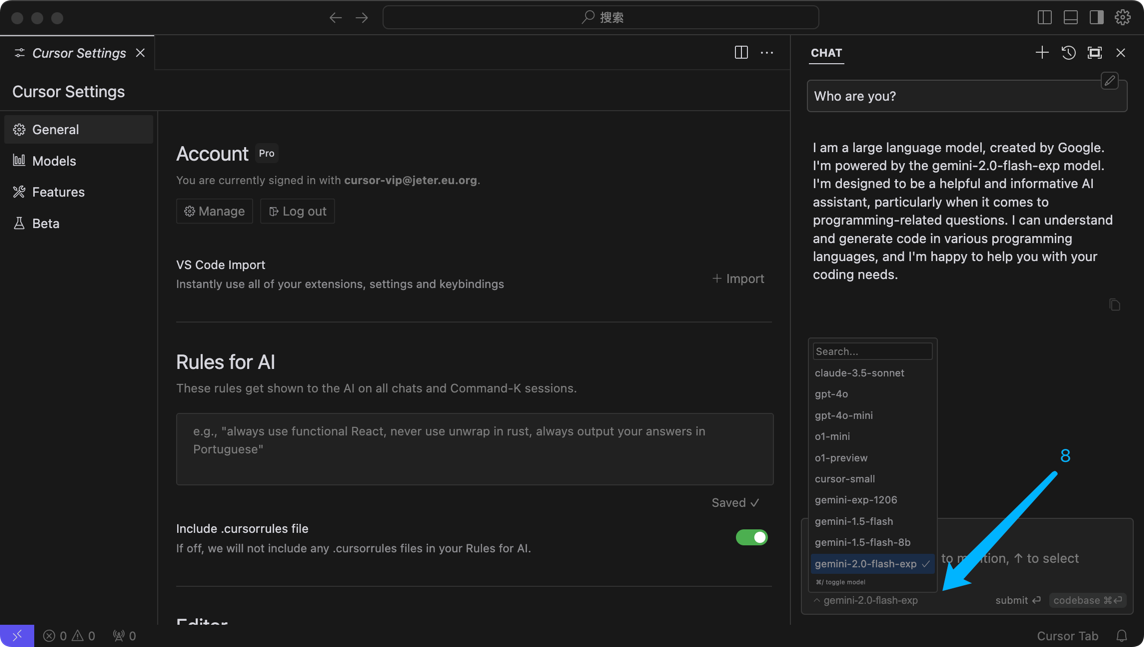 搜索
Cursor Settings
Cursor Settings
General
Models
Features
Beta
Account Pro
You are currently signed in with cursor-vip@jeter.eu.org.
Manage Log out
VS Code Import
Instantly use all of your extensions, settings and keybindings
+ Import
Rules for AI
These rules get shown to the AI on all chats and Command-K sessions.
e.g., "always use functional React, never use unwrap in rust, always output your answers in
Portuguese"
Saved ✓
Include .cursorrules file
If off, we will not include any .cursorrules files in your Rules for AI.
Editor
CHAT
Who are you?
I am a large language model, created by Google.
I'm powered by the gemini-2.0-flash-exp model.
I'm designed to be a helpful and informative AI
assistant, particularly when it comes to
programming-related questions. I can understand
and generate code in various programming
languages, and I'm happy to help you with your
coding needs.
Search...
claude-3.5-sonnet
gpt-4o
gpt-4o-mini
o1-mini
o1-preview
cursor-small
gemini-exp-1206
gemini-1.5-flash
gemini-1.5-flash-8b
gemini-2.0-flash-exp ✓
⌘/ toggle model
8
, ↑ to select
gemini-2.0-flash-exp
submit ⏎ codebase ⌘⏎
0 0 0
Cursor Tab